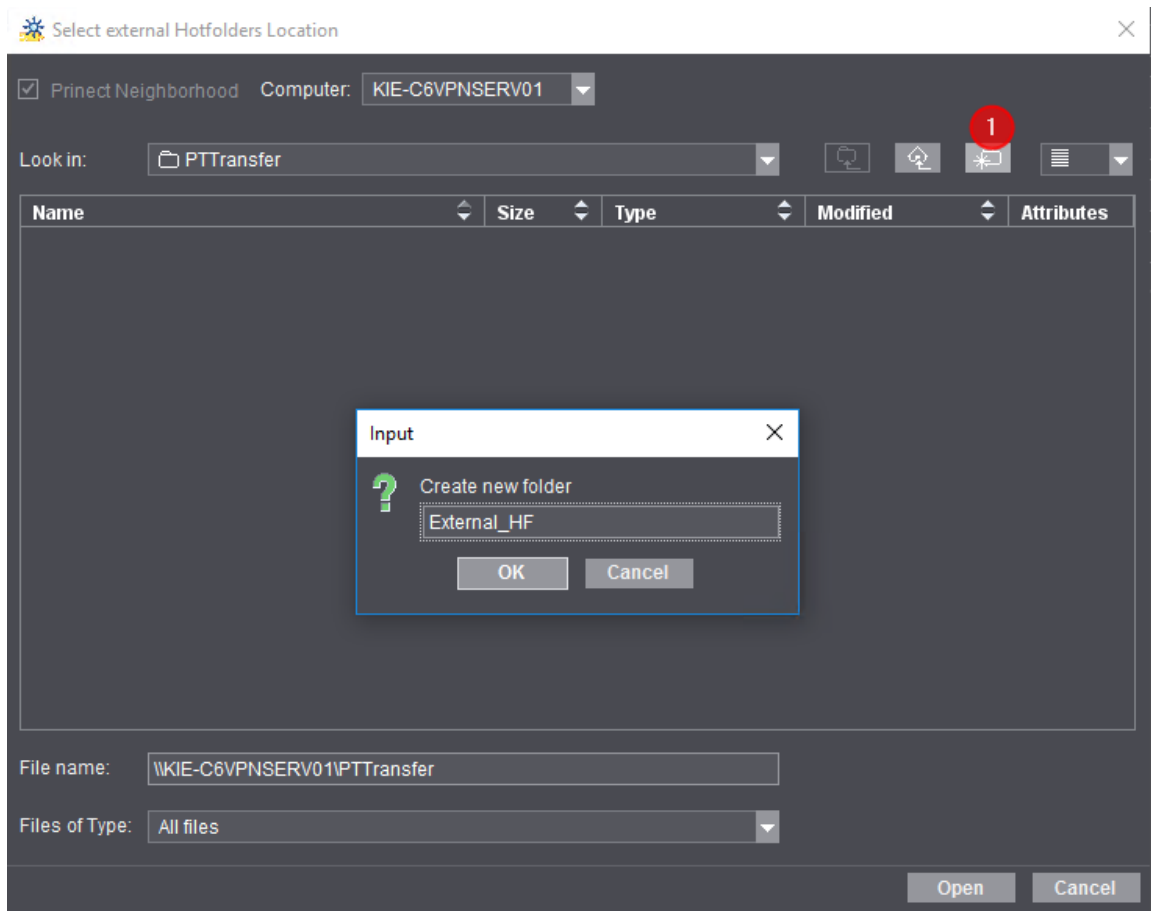 Select external Hotfolders Location
Prinect Neighborhood Computer: KIE-C6VPNSERV01
1
Look in: PTTransfer
Name Size Type Modified Attributes
Input
Create new folder
External_HF
OK Cancel
File name: \\KIE-C6VPNSERV01\PTTransfer
Files of Type: All files
Open Cancel